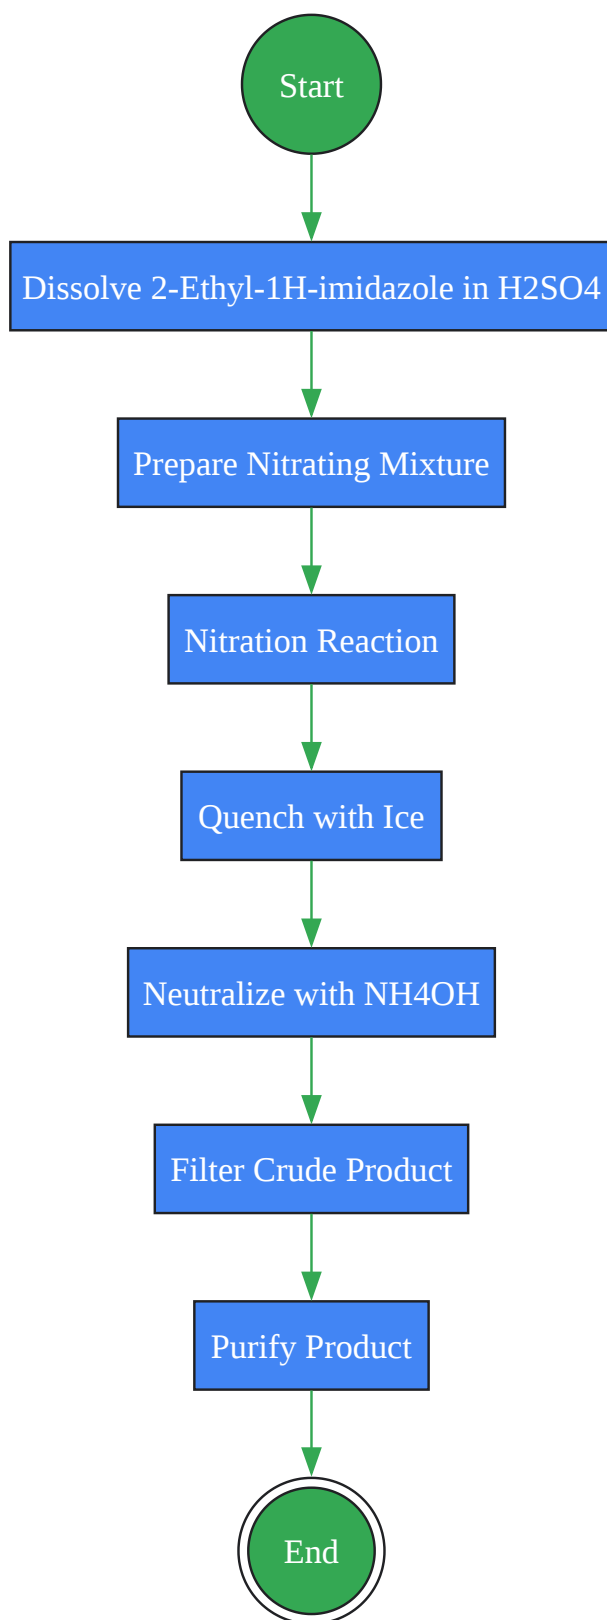 Start
Dissolve 2-Ethyl-1H-imidazole in H2SO4
Prepare Nitrating Mixture
Nitration Reaction
Quench with Ice
Neutralize with NH4OH
Filter Crude Product
Purify Product
End